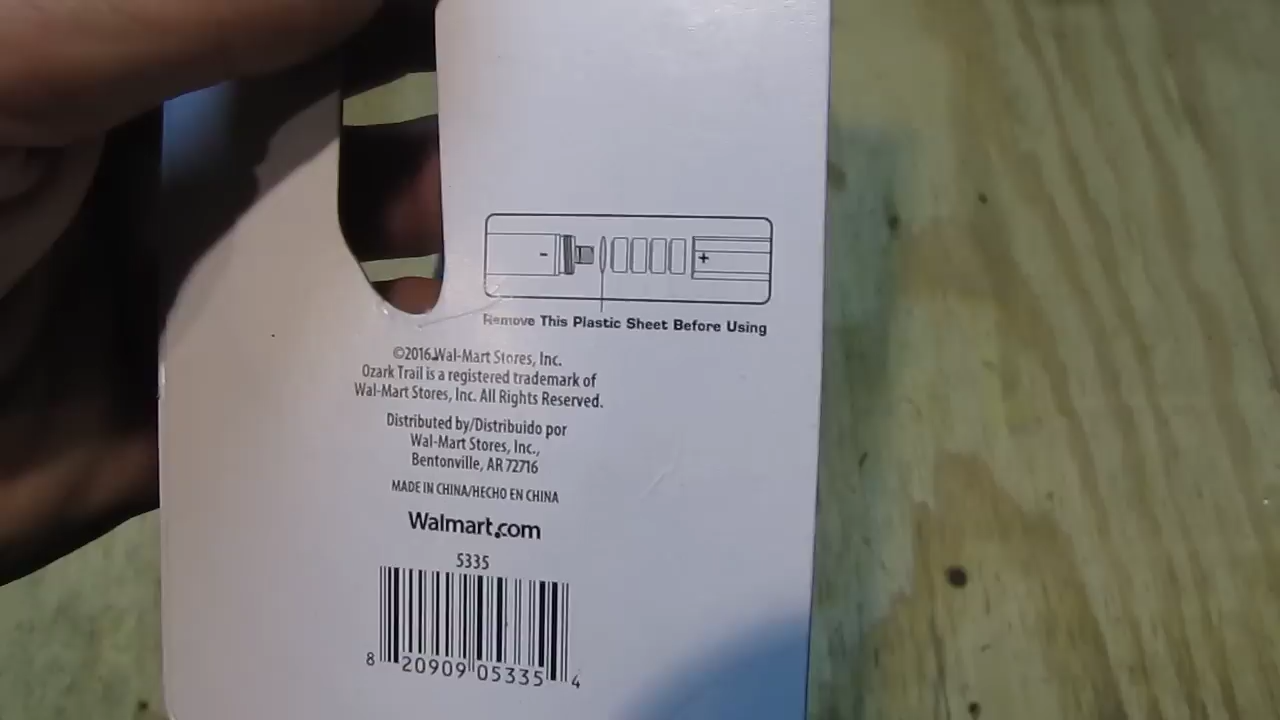 - +
Remove This Plastic Sheet Before Using
©2016 Wal-Mart Stores, Inc.
Ozark Trail is a registered trademark of
Wal-Mart Stores, Inc. All Rights Reserved.
Distributed by/Distribuido por
Wal-Mart Stores, Inc.,
Bentonville, AR 72716
MADE IN CHINA/HECHO EN CHINA
Walmart.com
5335
8 20909 05335 4